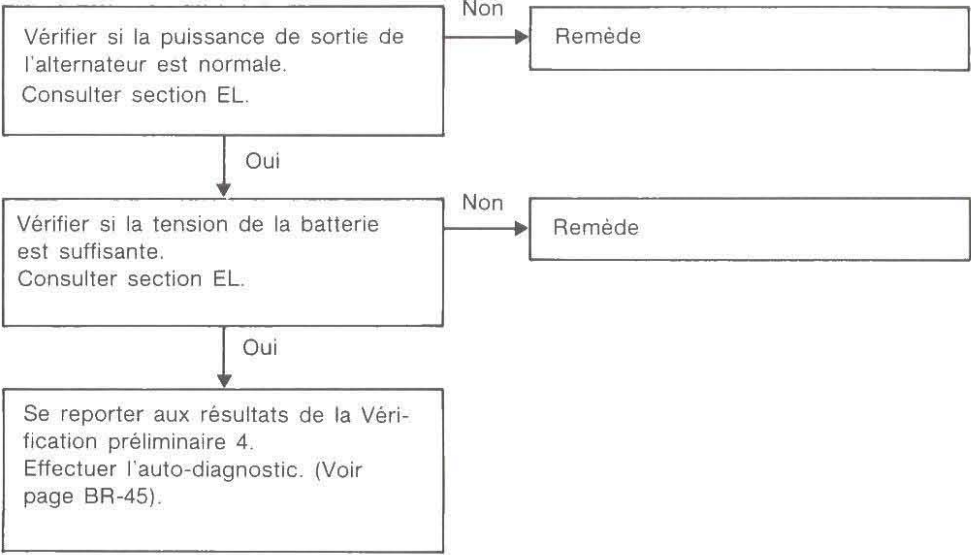 Non
Vérifier si la puissance de sortie de
l'alternateur est normale.
Consulter section EL.
Remède
Oui
Non
Vérifier si la tension de la batterie
est suffisante.
Consulter section EL.
Remède
Oui
Se reporter aux résultats de la Véri-
fication préliminaire 4.
Effectuer l'auto-diagnostic. (Voir
page BR-45).